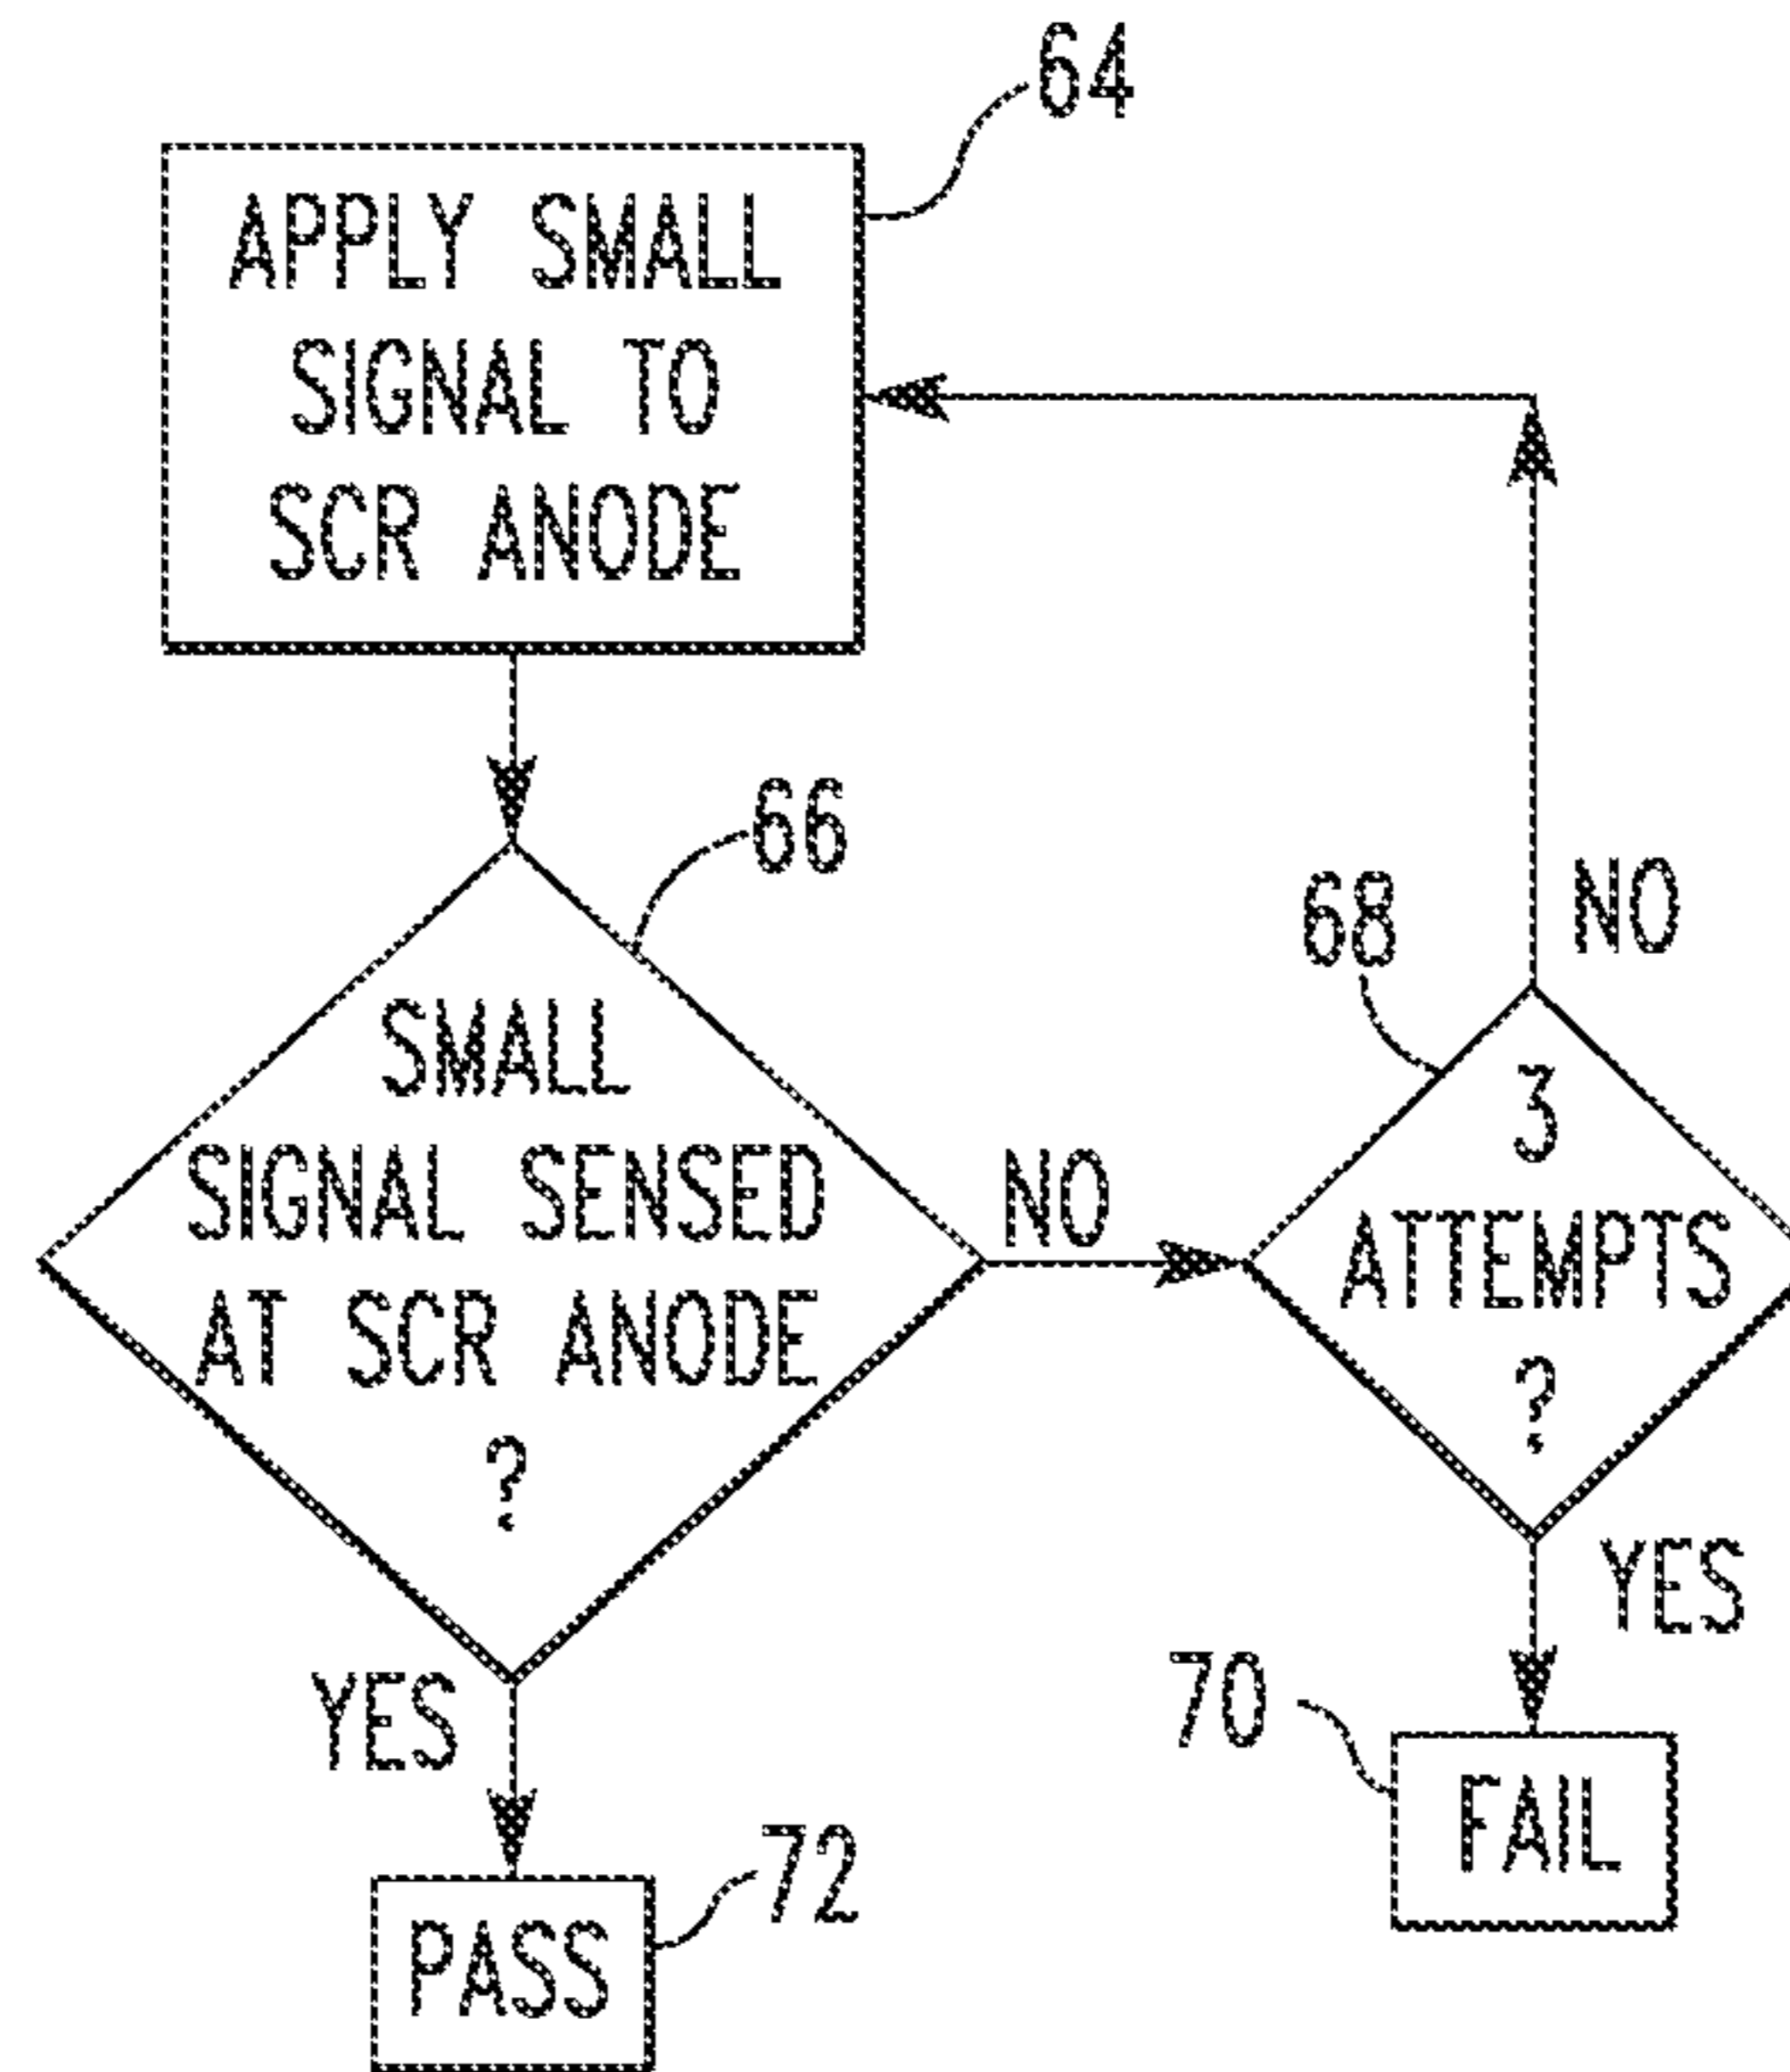 64
APPLY SMALL
SIGNAL TO
SCR ANODE
66
SMALL
SIGNAL SENSED
AT SCR ANODE
?
NO
68
NO
3
ATTEMPTS
?
YES
YES
70
FAIL
72
PASS